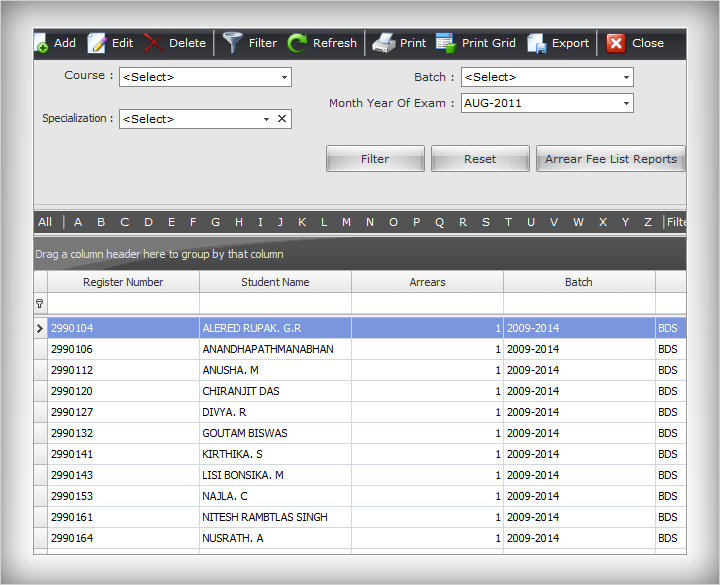 Add Edit Delete Filter Refresh Print Print Grid Export Close
Course : <Select> Batch : <Select>
Month Year Of Exam : AUG-2011
Specialization : <Select>
Filter Reset Arrear Fee List Reports
All A B C D E F G H I J K L M N O P Q R S T U V W X Y Z Filte
Drag a column header here to group by that column
Register Number Student Name Arrears Batch
2990104 ALERED RUPAK. G.R 1 2009-2014 BDS
2990106 ANANDHAPATHMANABHAN 1 2009-2014 BDS
2990112 ANUSHA. M 1 2009-2014 BDS
2990120 CHIRANJIT DAS 1 2009-2014 BDS
2990127 DIVYA. R 1 2009-2014 BDS
2990132 GOUTAM BISWAS 1 2009-2014 BDS
2990141 KIRTHIKA. S 1 2009-2014 BDS
2990143 LISI BONSIKA. M 1 2009-2014 BDS
2990153 NAJLA. C 1 2009-2014 BDS
2990161 NITESH RAMBTLAS SINGH 1 2009-2014 BDS
2990164 NUSRATH. A 1 2009-2014 BDS